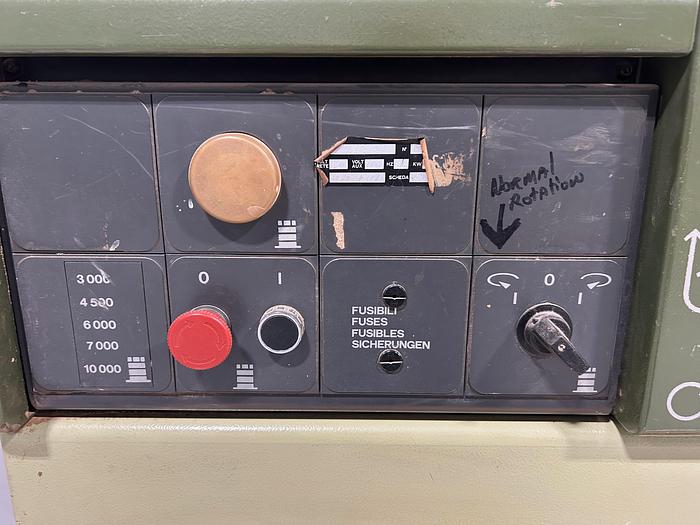 N°
VOLT
AUX
HZ
KW
SCHEDA
NORMAL
ROTATION
3 000
4 500
6 000
7 000
10 000
0 I
FUSIBILI
FUSES
FUSIBLES
SICHERUNGEN
I 0 I